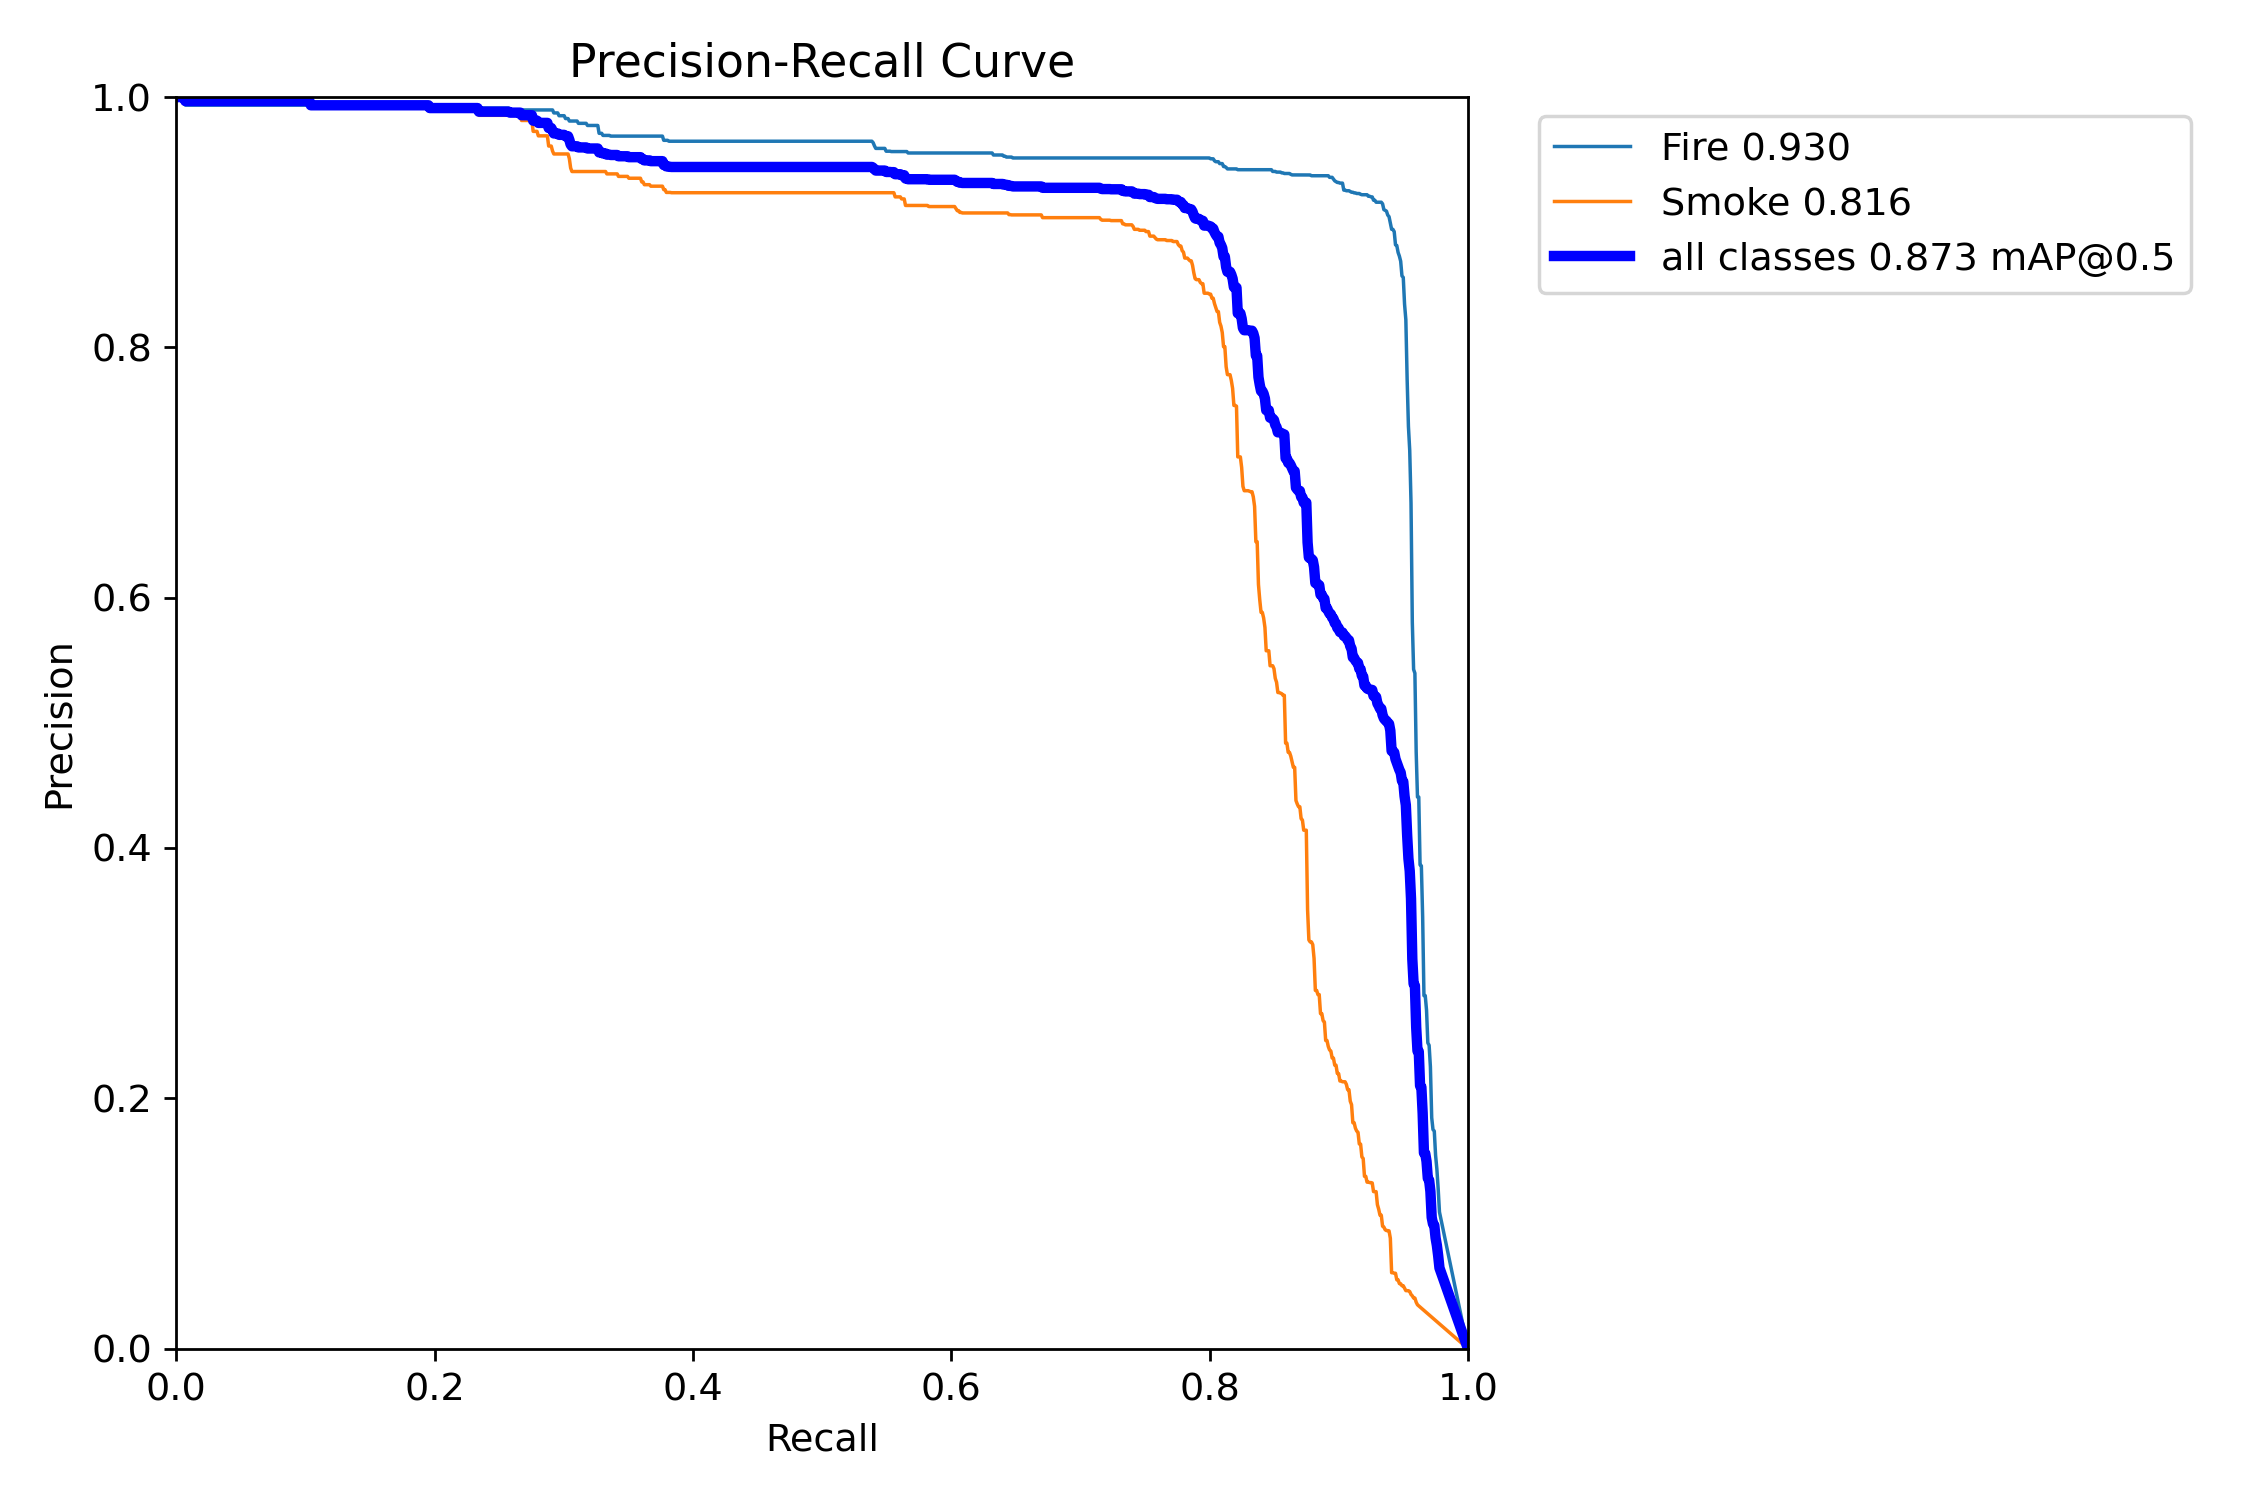 Precision-Recall Curve
1.0
0.8
0.6
0.4
0.2
0.0
Precision
0.0 0.2 0.4 0.6 0.8 1.0
Recall
Fire 0.930
Smoke 0.816
all classes 0.873 mAP@0.5